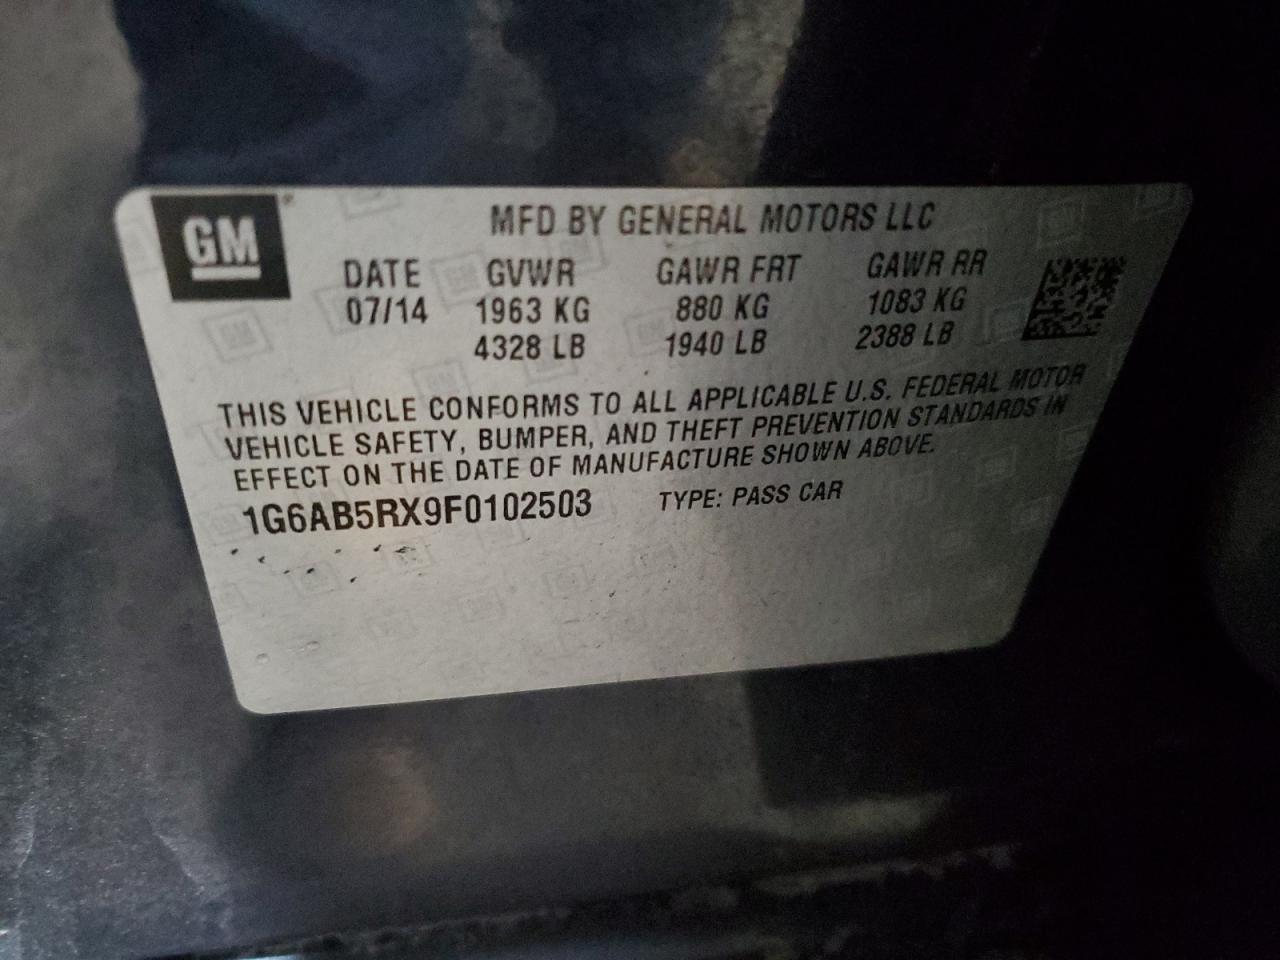 GM
MFD BY GENERAL MOTORS LLC
DATE GVWR GAWR FRT GAWR RR
07/14 1963 KG 880 KG 1083 KG
4328 LB 1940 LB 2388 LB
THIS VEHICLE CONFORMS TO ALL APPLICABLE U.S. FEDERAL MOTOR
VEHICLE SAFETY, BUMPER, AND THEFT PREVENTION STANDARDS IN
EFFECT ON THE DATE OF MANUFACTURE SHOWN ABOVE.
1G6AB5RX9F0102503 TYPE: PASS CAR